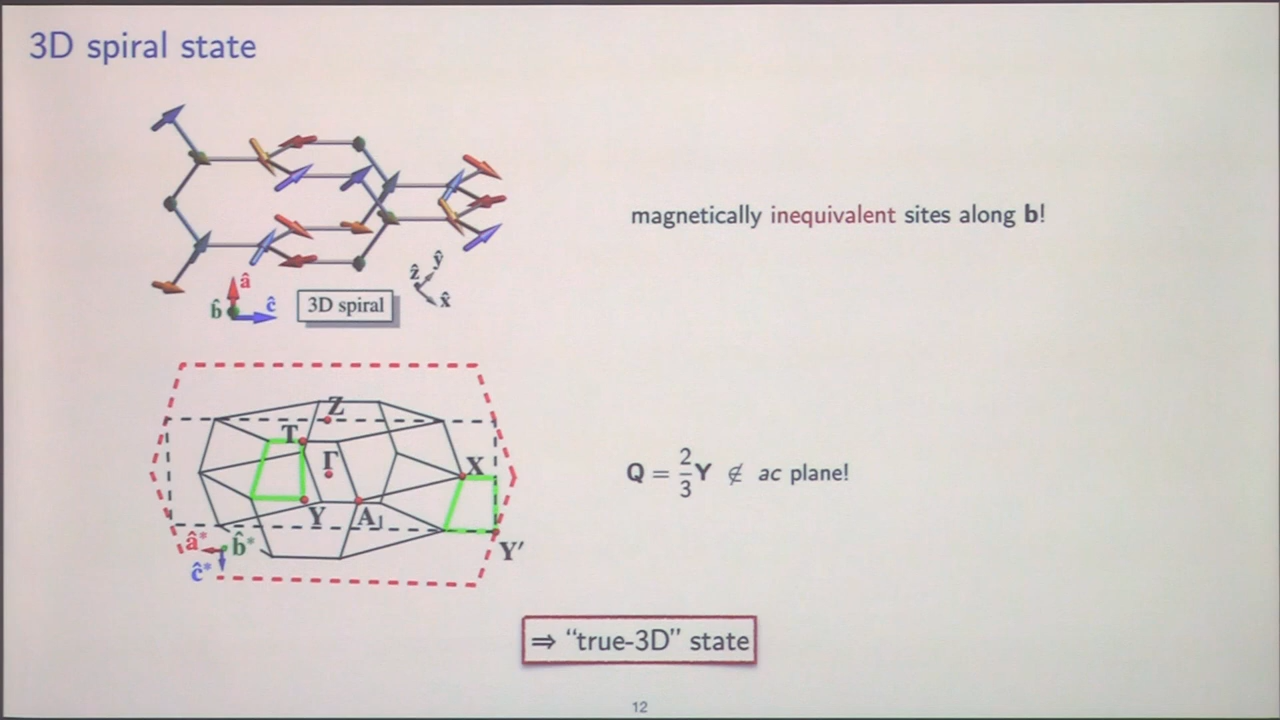 3D spiral state
magnetically inequivalent sites along b!
ẑ ŷ
x̂
â
b̂ ĉ
3D spiral
Z
T
Γ
X
Q = 2/3 Y ∉ ac plane!
Y A
Y′
â* b̂*
ĉ*
⇒ “true-3D” state
12